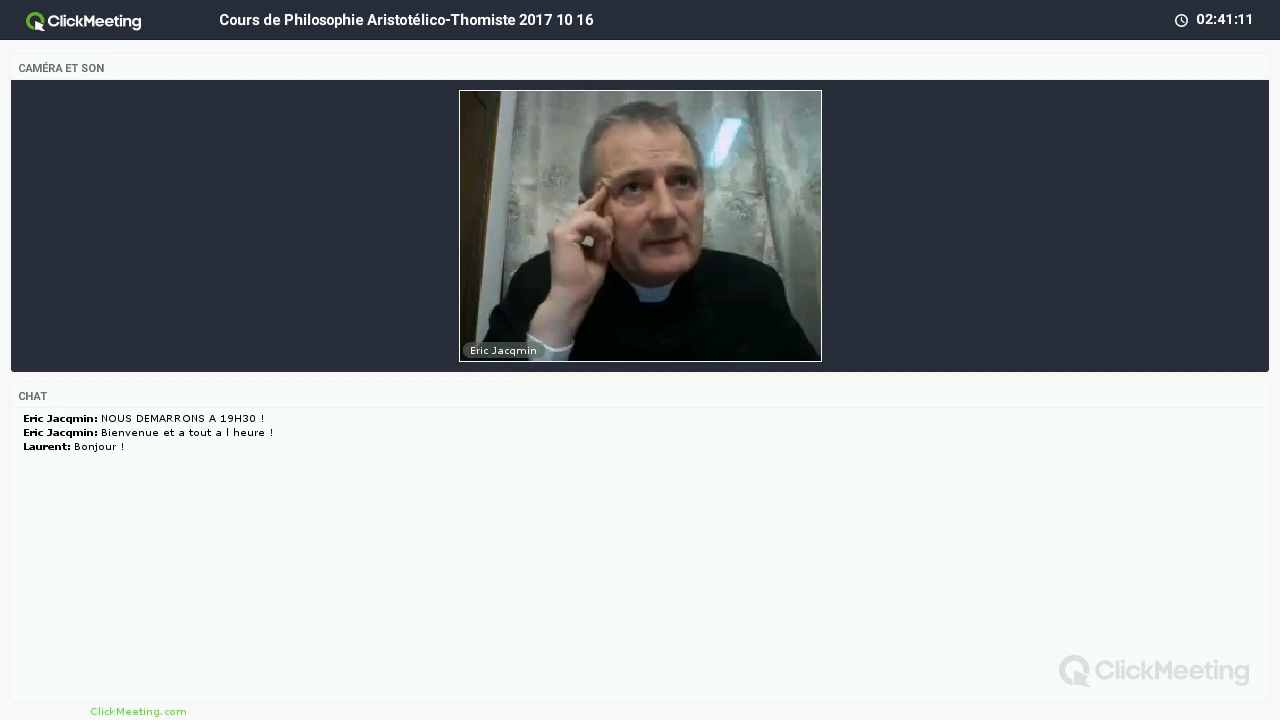 ClickMeeting
Cours de Philosophie Aristotélico-Thomiste 2017 10 16
02:41:11
CAMÉRA ET SON
Eric Jacqmin
CHAT
Eric Jacqmin: NOUS DEMARRONS A 19H30 !
Eric Jacqmin: Bienvenue et a tout a l heure !
Laurent: Bonjour !
ClickMeeting
ClickMeeting.com